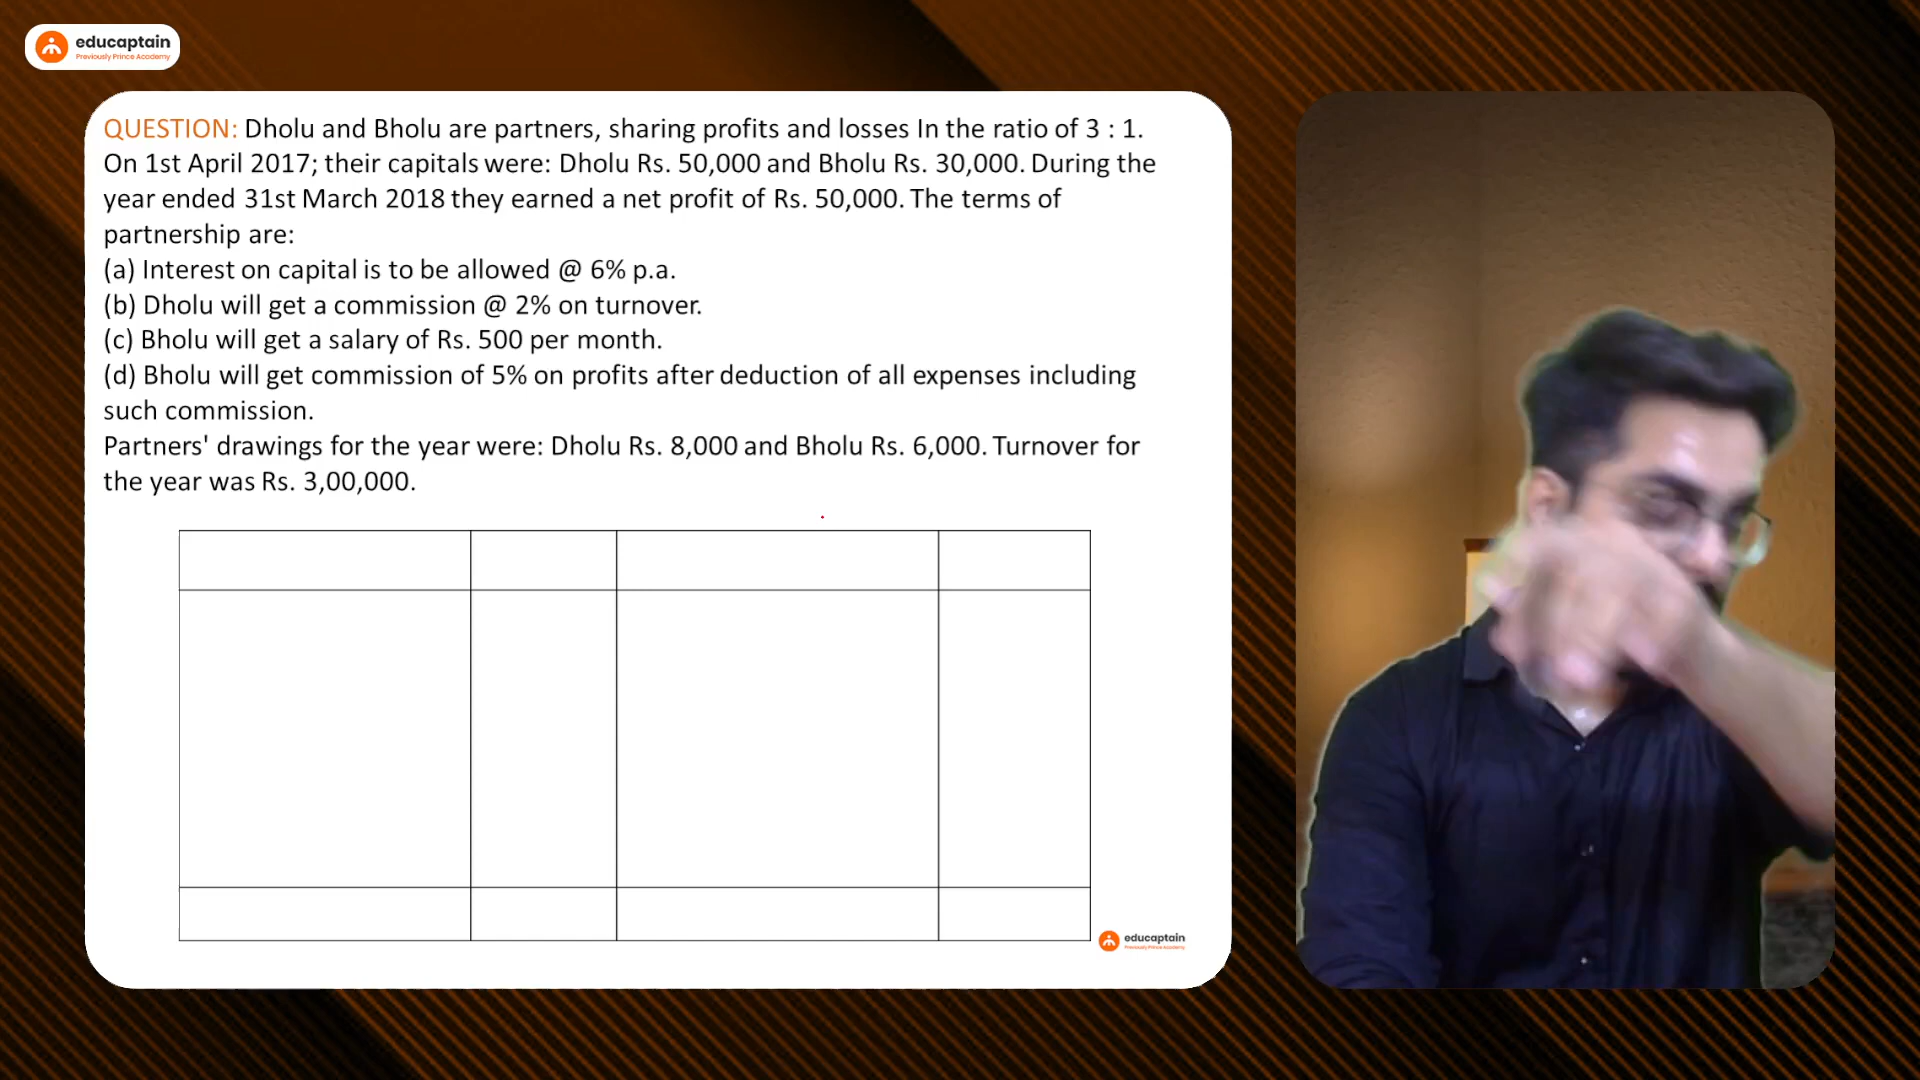 educaptain
Previously Prince Academy
QUESTION: Dholu and Bholu are partners, sharing profits and losses In the ratio of 3 : 1.
On 1st April 2017; their capitals were: Dholu Rs. 50,000 and Bholu Rs. 30,000. During the
year ended 31st March 2018 they earned a net profit of Rs. 50,000. The terms of
partnership are:
(a) Interest on capital is to be allowed @ 6% p.a.
(b) Dholu will get a commission @ 2% on turnover.
(c) Bholu will get a salary of Rs. 500 per month.
(d) Bholu will get commission of 5% on profits after deduction of all expenses including
such commission.
Partners' drawings for the year were: Dholu Rs. 8,000 and Bholu Rs. 6,000. Turnover for
the year was Rs. 3,00,000.
educaptain
Previously Prince Academy